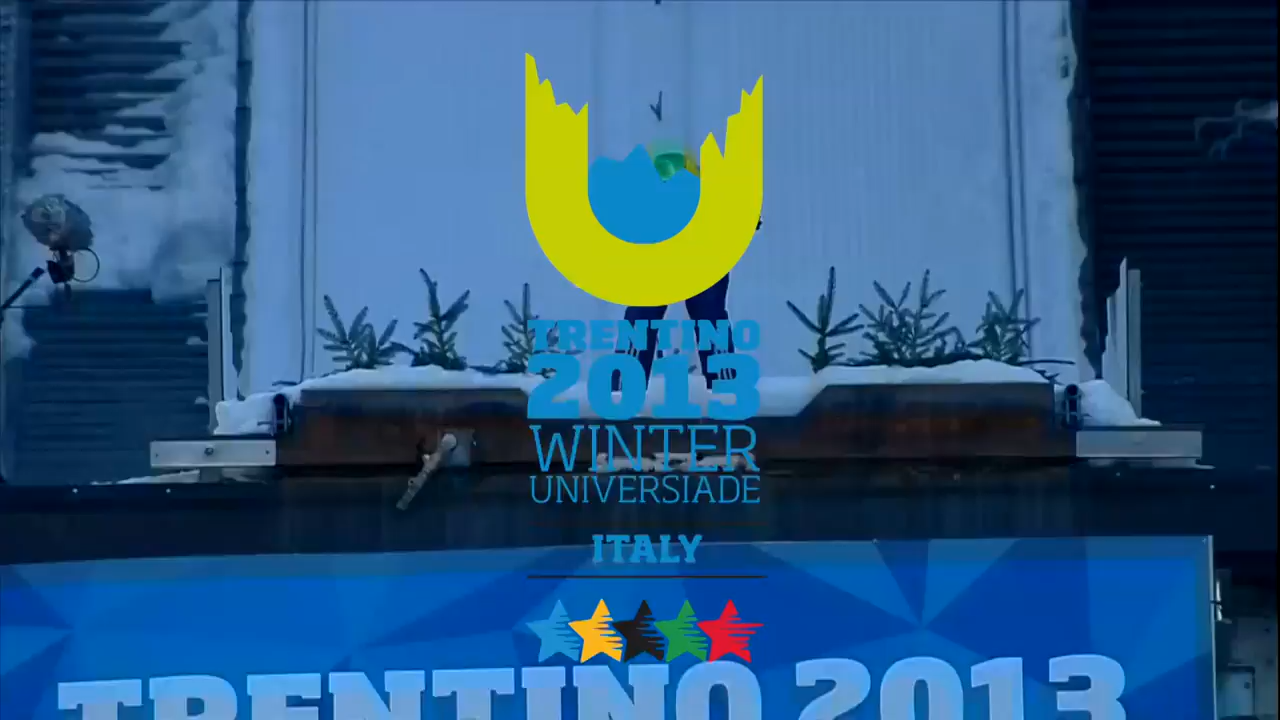 TRENTINO
2013
WINTER
UNIVERSIADE
ITALY
TRENTINO 2013